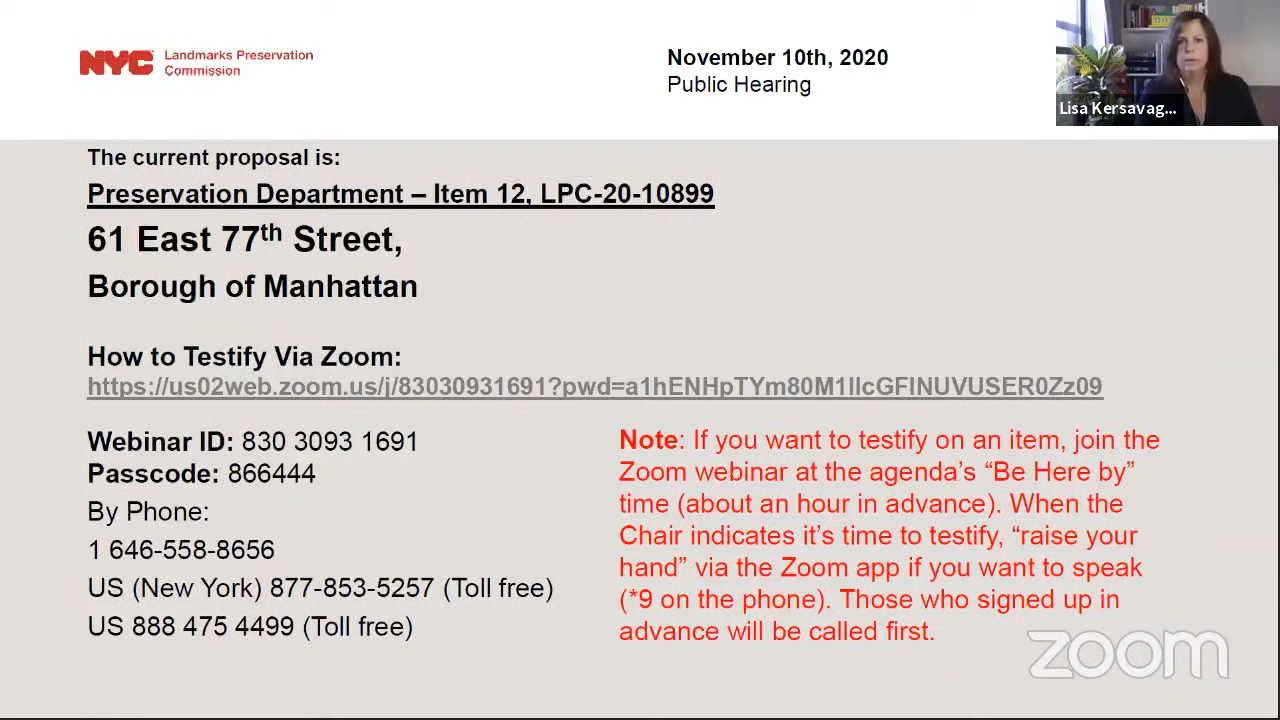 NYC Landmarks Preservation
Commission
November 10th, 2020
Public Hearing
Lisa Kersavag...
The current proposal is:
Preservation Department – Item 12, LPC-20-10899
61 East 77th Street,
Borough of Manhattan
How to Testify Via Zoom:
https://us02web.zoom.us/j/83030931691?pwd=a1hENHpTYm80M1lIcGFINUVUSER0Zz09
Webinar ID: 830 3093 1691
Passcode: 866444
By Phone:
1 646-558-8656
US (New York) 877-853-5257 (Toll free)
US 888 475 4499 (Toll free)
Note: If you want to testify on an item, join the
Zoom webinar at the agenda’s “Be Here by”
time (about an hour in advance). When the
Chair indicates it’s time to testify, “raise your
hand” via the Zoom app if you want to speak
(*9 on the phone). Those who signed up in
advance will be called first.
zoom